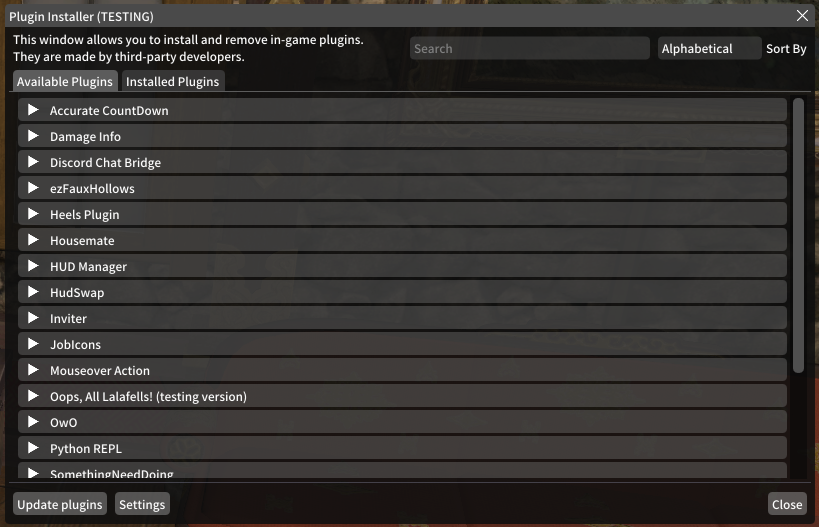 Plugin Installer (TESTING)
This window allows you to install and remove in-game plugins.
They are made by third-party developers.
Search
Alphabetical
Sort By
Available Plugins
Installed Plugins
Accurate CountDown
Damage Info
Discord Chat Bridge
ezFauxHollows
Heels Plugin
Housemate
HUD Manager
HudSwap
Inviter
JobIcons
Mouseover Action
Oops, All Lalafells! (testing version)
OwO
Python REPL
SomethingNeedDoing
Update plugins
Settings
Close